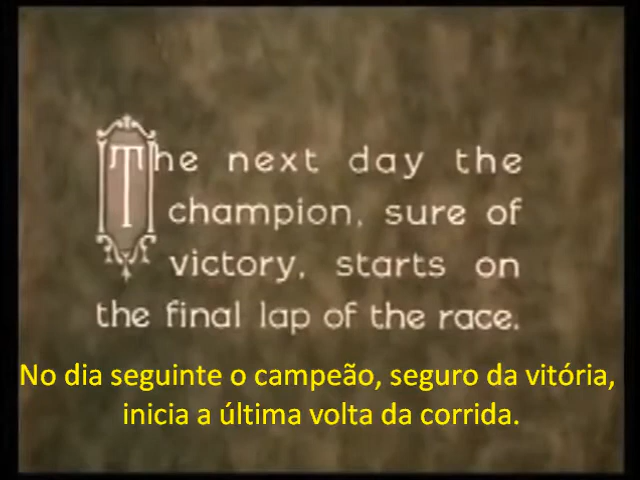 The next day the
champion, sure of
victory, starts on
the final lap of the race.
No dia seguinte o campeão, seguro da vitória,
inicia a última volta da corrida.